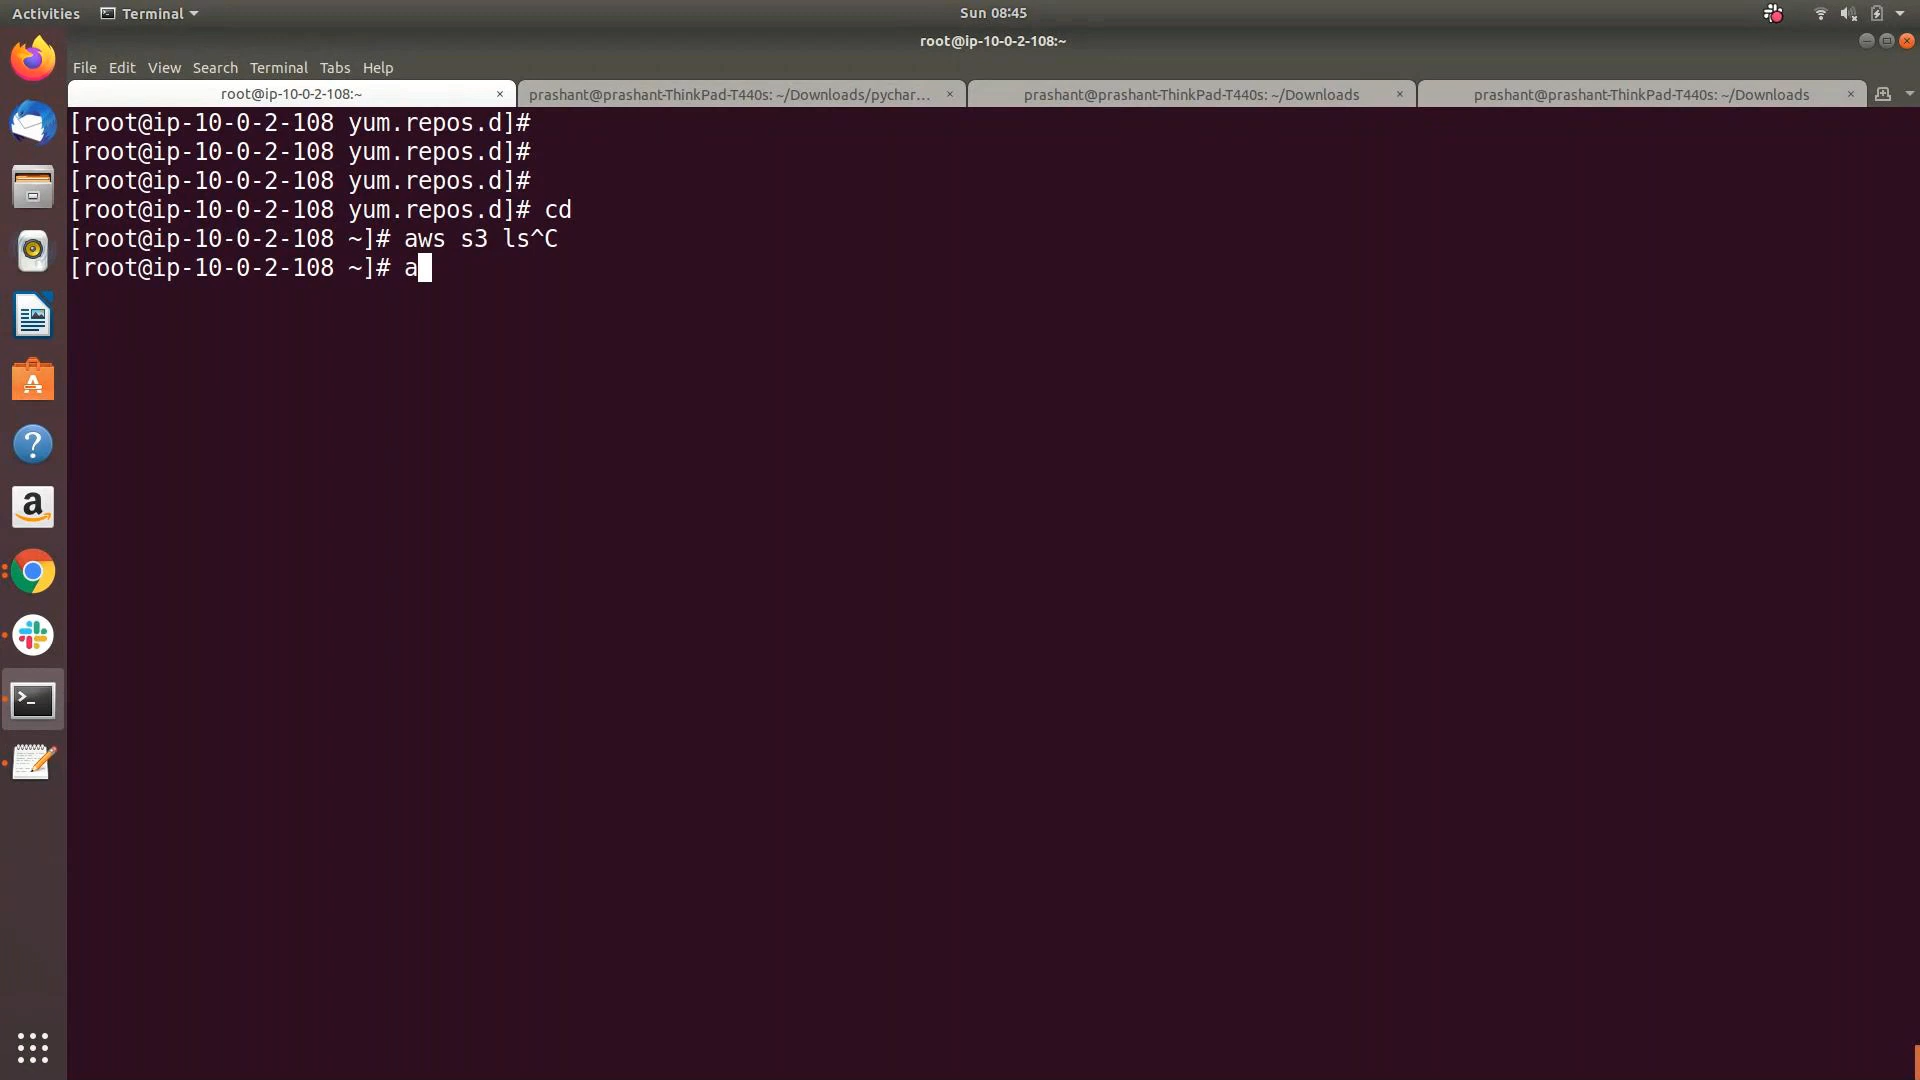 Activities Terminal Sun 08:45
root@ip-10-0-2-108:~
File Edit View Search Terminal Tabs Help
root@ip-10-0-2-108:~ × prashant@prashant-ThinkPad-T440s: ~/Downloads/pychar... × prashant@prashant-ThinkPad-T440s: ~/Downloads × prashant@prashant-ThinkPad-T440s: ~/Downloads ×
[root@ip-10-0-2-108 yum.repos.d]#
[root@ip-10-0-2-108 yum.repos.d]#
[root@ip-10-0-2-108 yum.repos.d]#
[root@ip-10-0-2-108 yum.repos.d]# cd
[root@ip-10-0-2-108 ~]# aws s3 ls^C
[root@ip-10-0-2-108 ~]# a